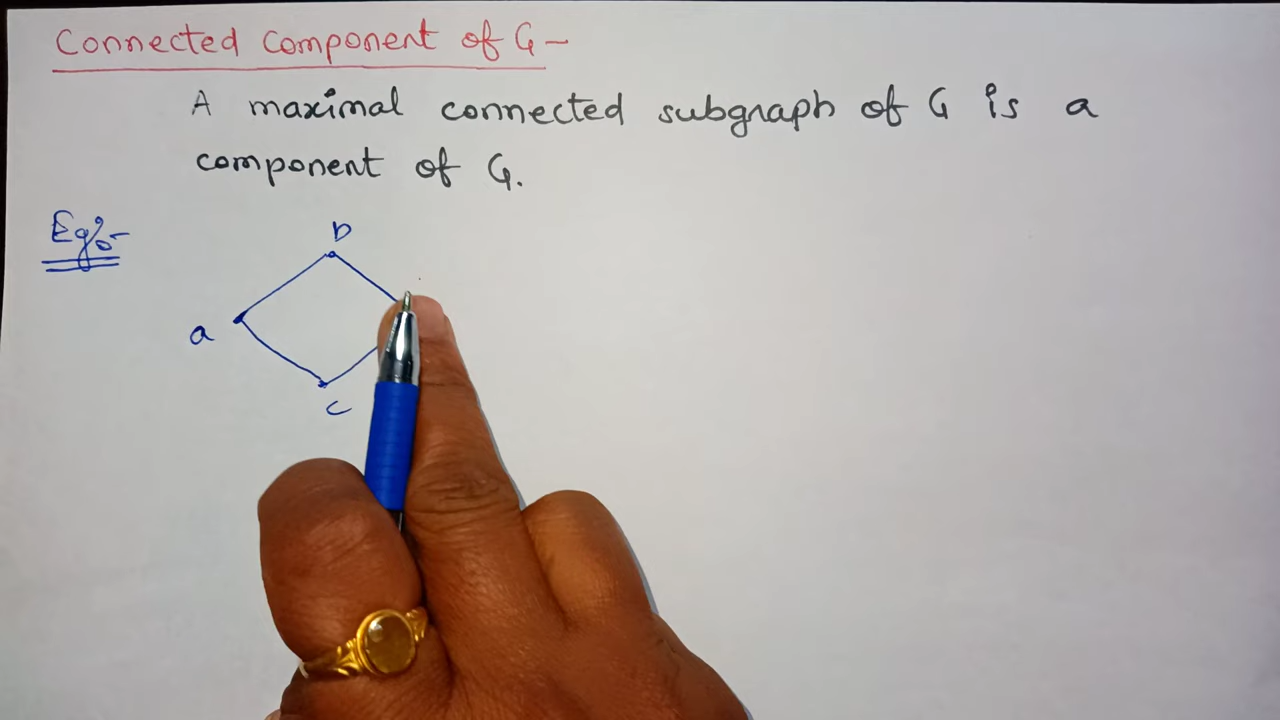 Connected Component of G -
A maximal connected subgraph of G is a
component of G.
Eg:-
b
a
c